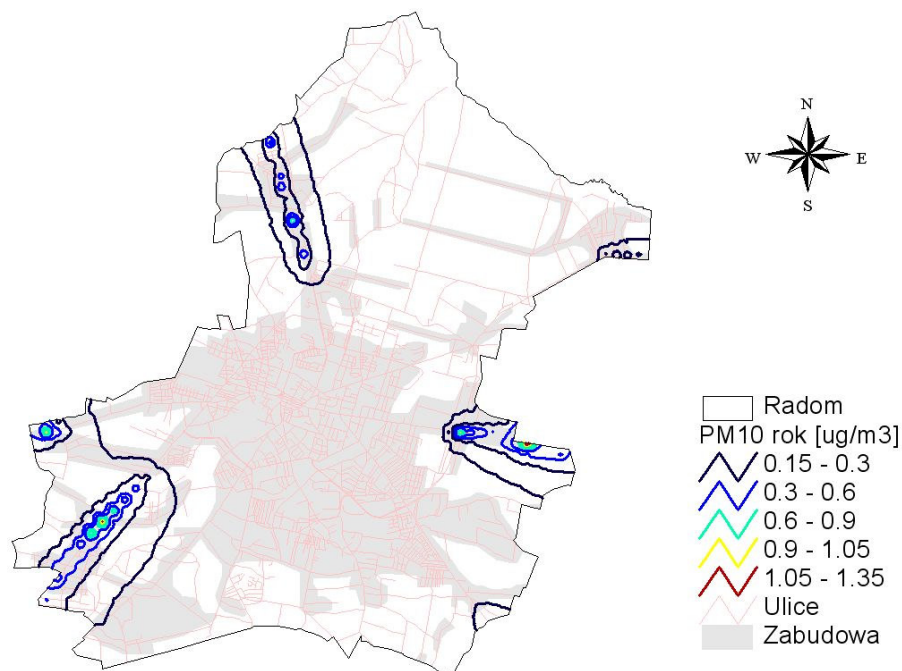 N
W E
S
Radom
PM10 rok [ug/m3]
0.15 - 0.3
0.3 - 0.6
0.6 - 0.9
0.9 - 1.05
1.05 - 1.35
Ulice
Zabudowa